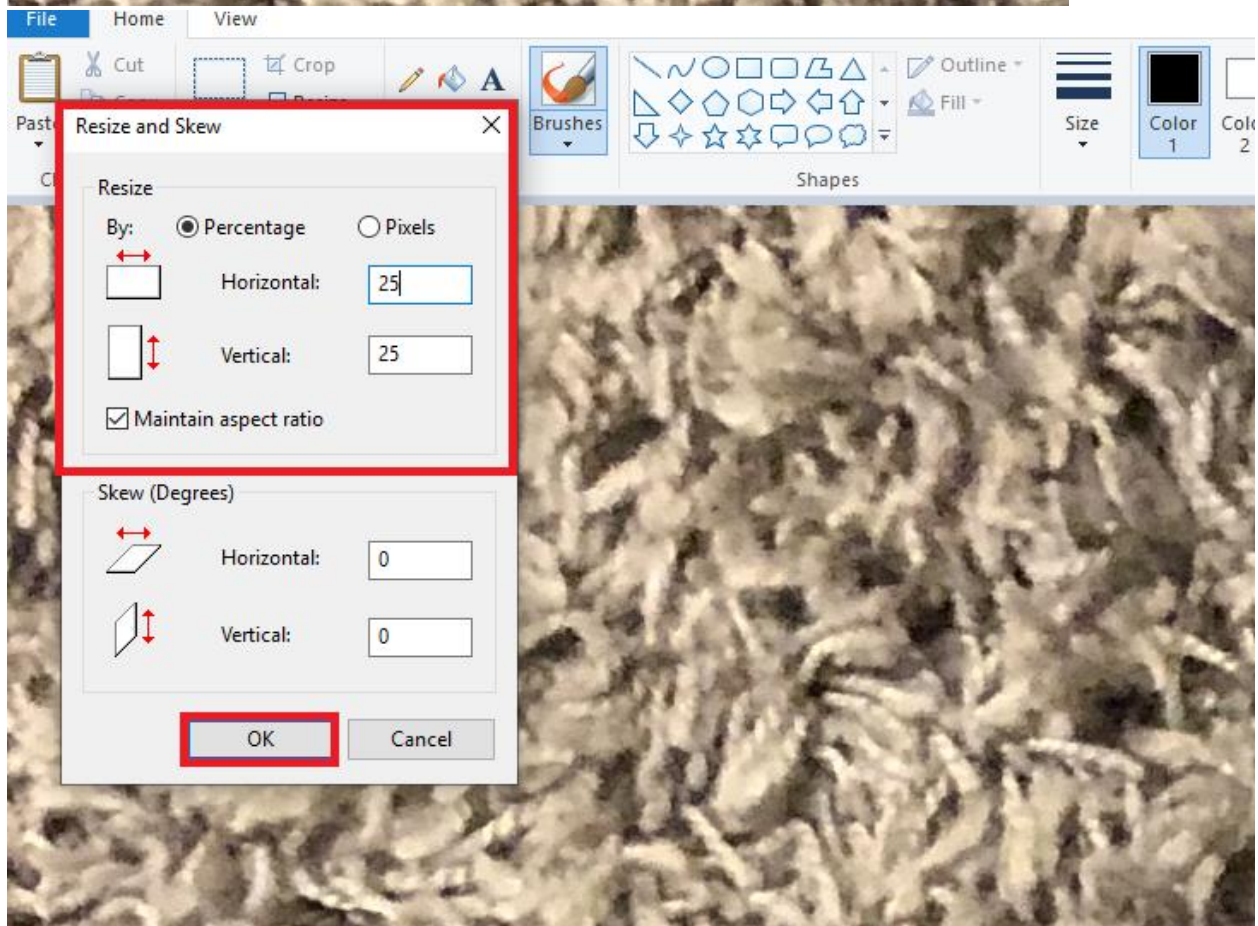 File Home View
Cut Crop
A
Brushes
Outline
Fill
Size
Color 1
2
Shapes
Resize and Skew
Resize
By: Percentage Pixels
Horizontal: 25
Vertical: 25
Maintain aspect ratio
Skew (Degrees)
Horizontal: 0
Vertical: 0
OK Cancel